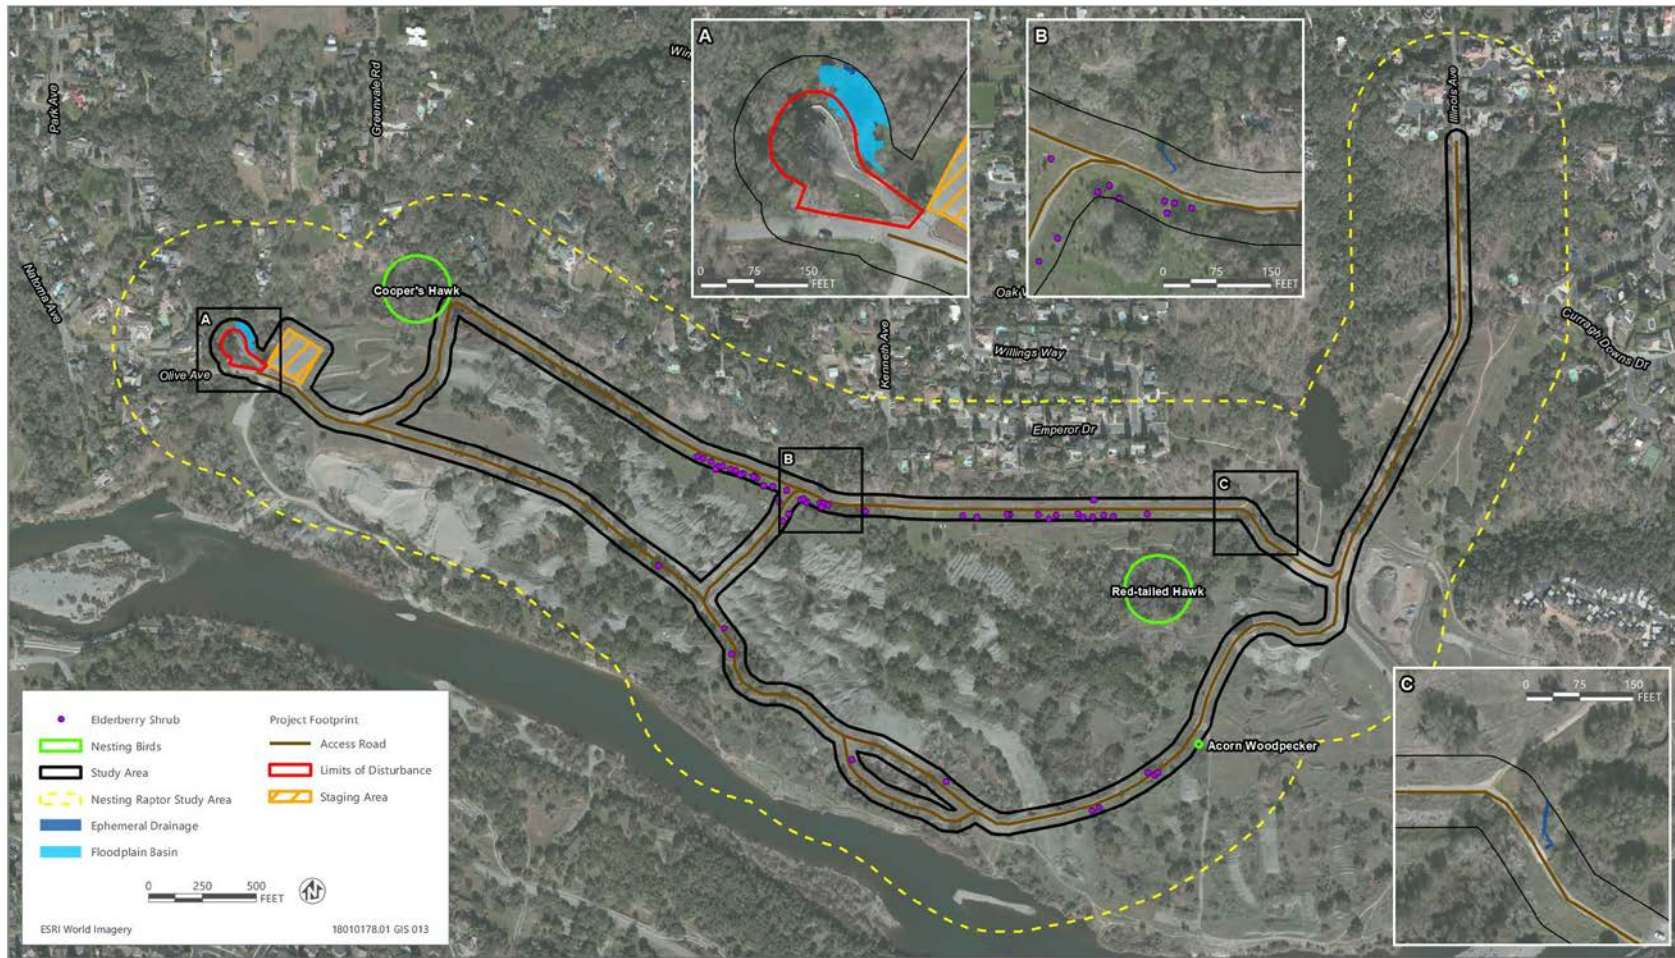 Park Ave
Greenvale Rd
Natoma Ave
Olive Ave
Cooper's Hawk
A
B
C
Kenneth Ave
Willings Way
Emperor Dr
Illinois Ave
Curragh Downs Dr
Red-tailed Hawk
Acorn Woodpecker
A
0 75 150
FEET
B
0 75 150
FEET
Oak
C
0 75 150
FEET
Elderberry Shrub
Nesting Birds
Study Area
Nesting Raptor Study Area
Ephemeral Drainage
Floodplain Basin
Project Footprint
Access Road
Limits of Disturbance
Staging Area
0 250 500
FEET
N
ESRI World Imagery
18010178.01 GIS 013